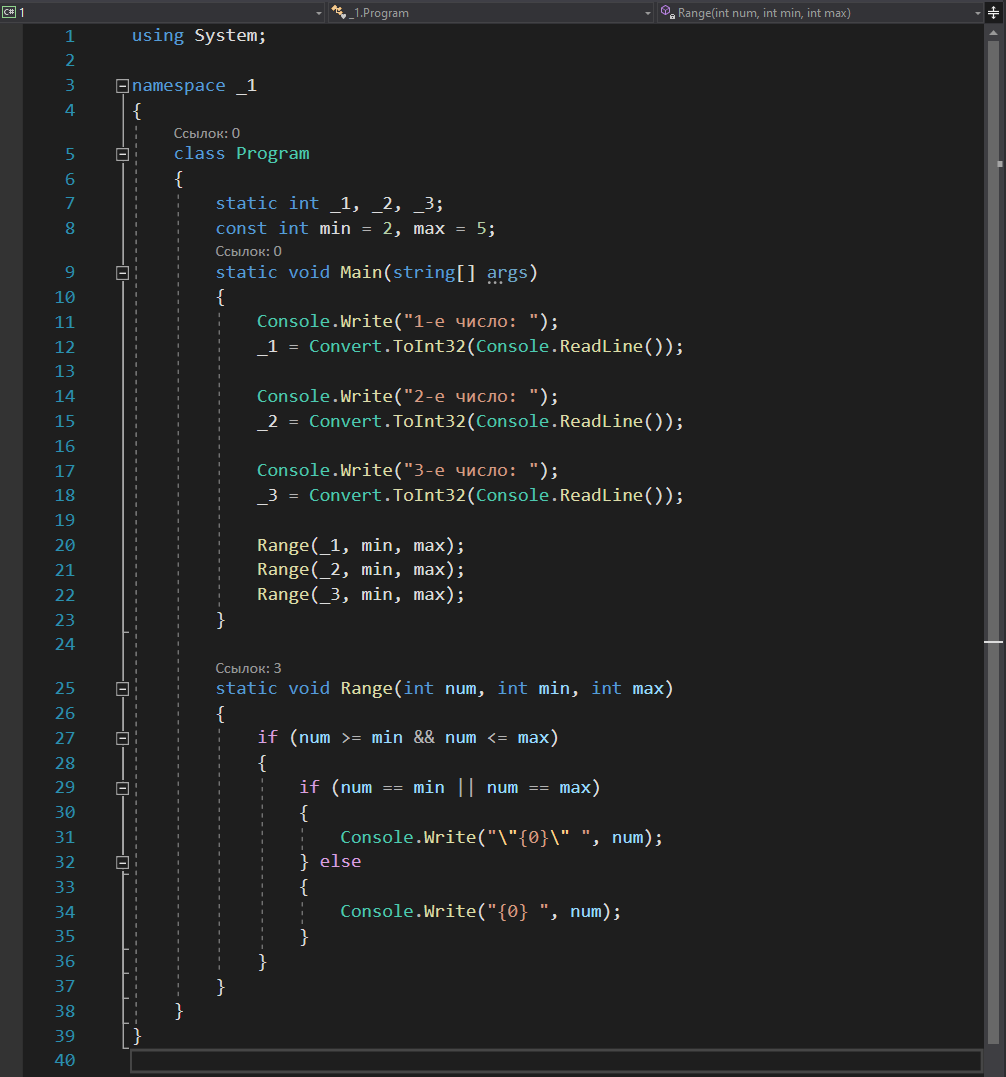 C# 1 _1.Program Range(int num, int min, int max)
1 using System;
2
3 namespace _1
4 {
Ссылок: 0
5 class Program
6 {
7 static int _1, _2, _3;
8 const int min = 2, max = 5;
Ссылок: 0
9 static void Main(string[] args)
10 {
11 Console.Write("1-е число: ");
12 _1 = Convert.ToInt32(Console.ReadLine());
13
14 Console.Write("2-е число: ");
15 _2 = Convert.ToInt32(Console.ReadLine());
16
17 Console.Write("3-е число: ");
18 _3 = Convert.ToInt32(Console.ReadLine());
19
20 Range(_1, min, max);
21 Range(_2, min, max);
22 Range(_3, min, max);
23 }
24
Ссылок: 3
25 static void Range(int num, int min, int max)
26 {
27 if (num >= min && num <= max)
28 {
29 if (num == min || num == max)
30 {
31 Console.Write("\"{0}\" ", num);
32 } else
33 {
34 Console.Write("{0} ", num);
35 }
36 }
37 }
38 }
39 }
40